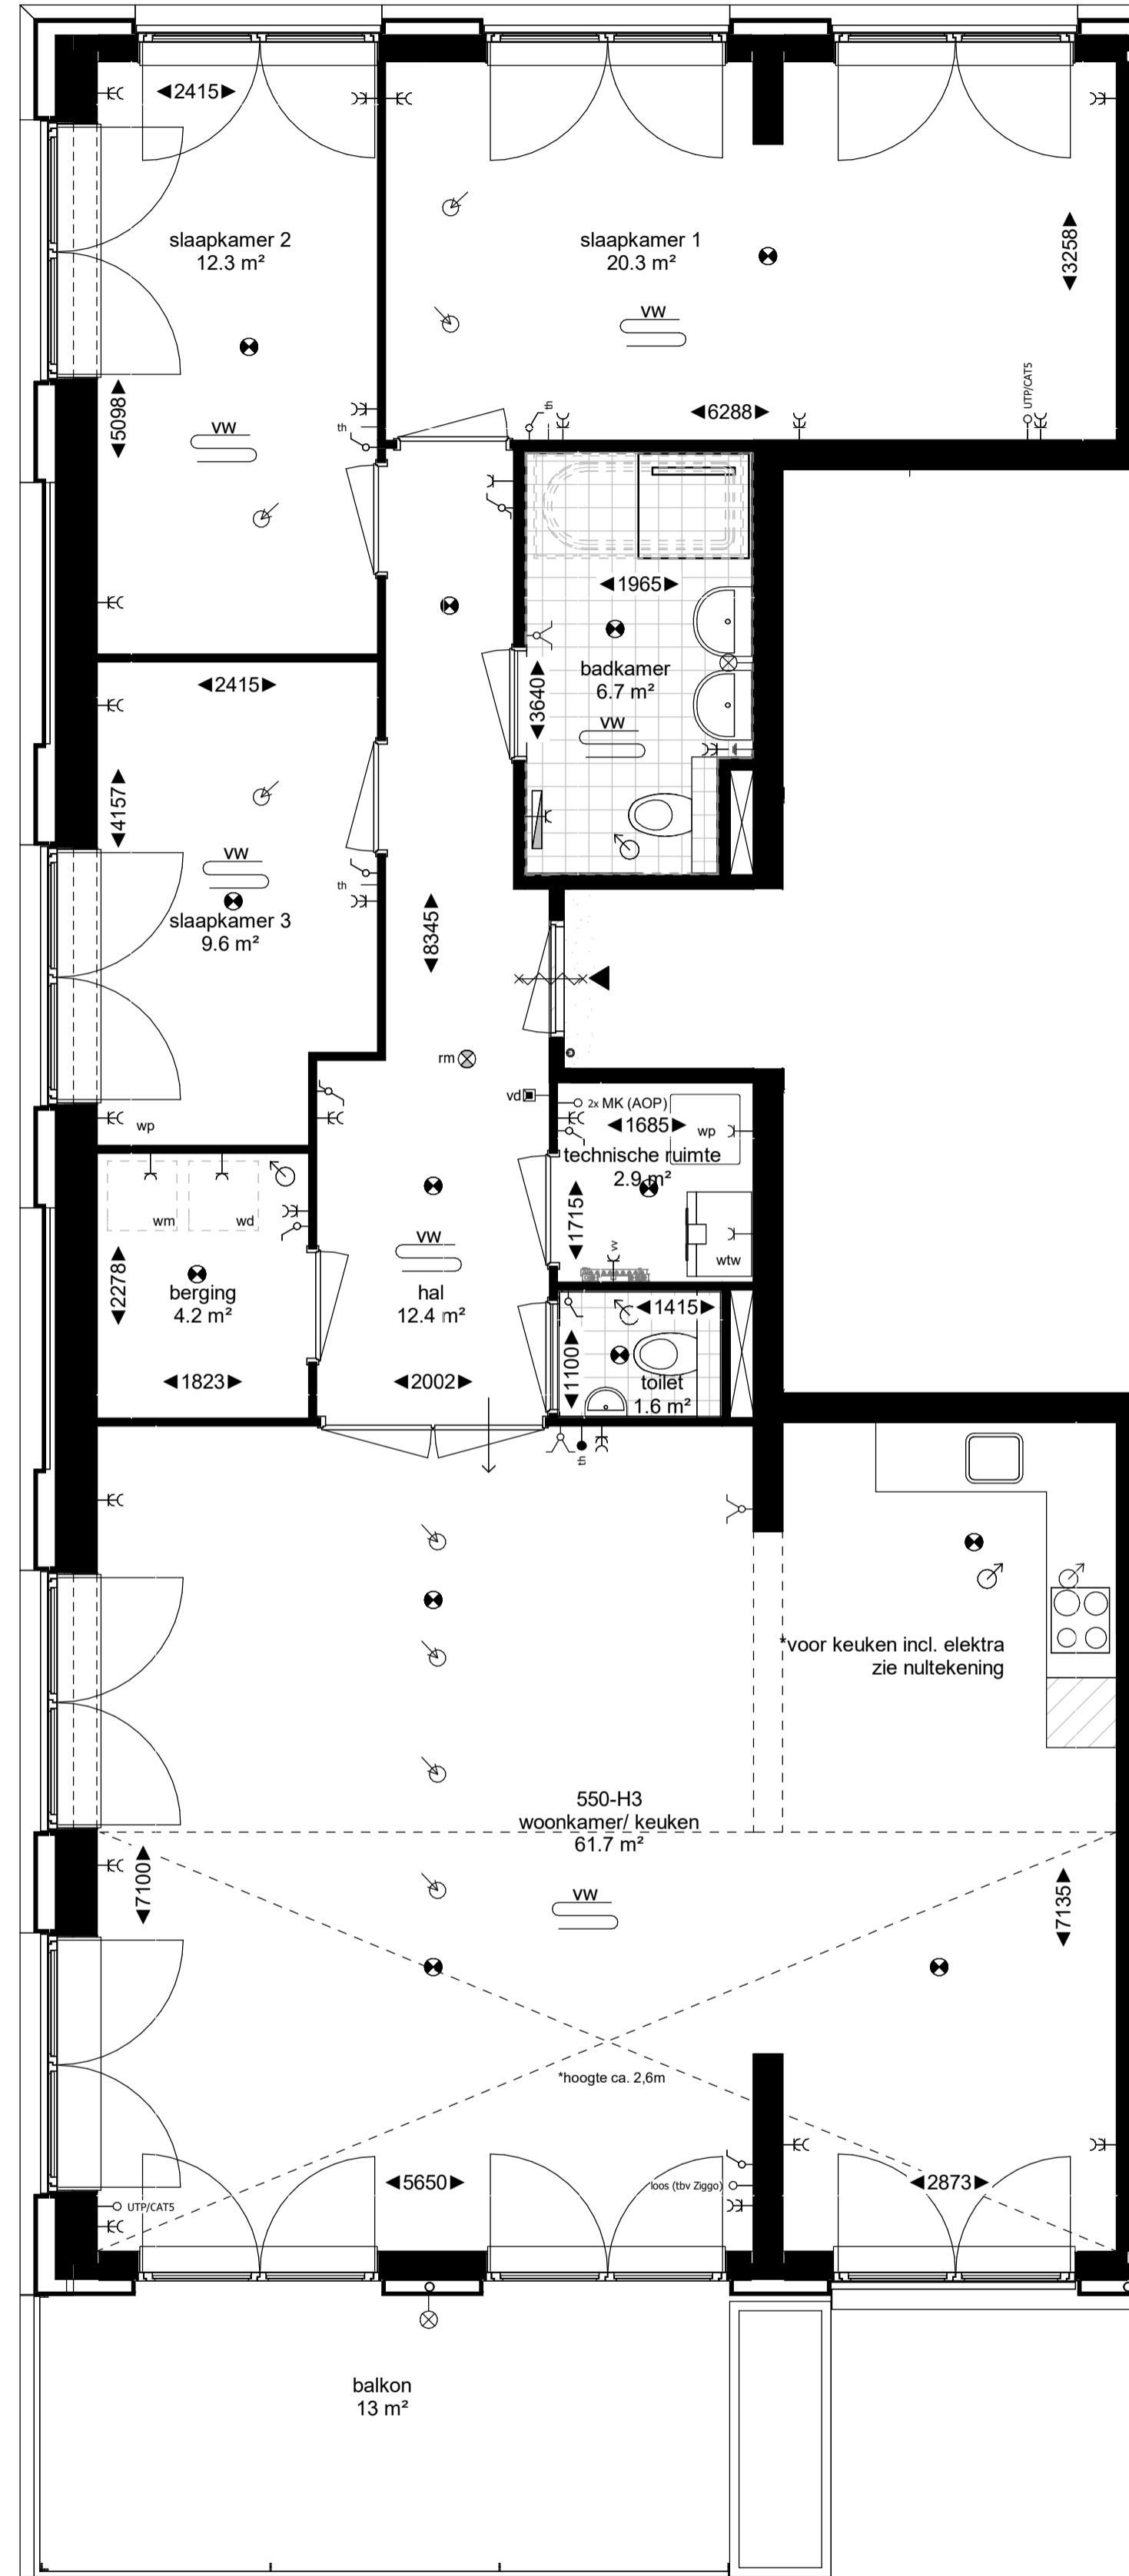 ◄2415►
slaapkamer 2
12.3 m²
slaapkamer 1
20.3 m²
◄3258►
vw
UTP/CAT5
◄5098►
◄6288►
th
vw
th
◄1965►
badkamer
6.7 m²
◄3640►
vw
◄2415►
◄4157►
vw
th
slaapkamer 3
9.6 m²
◄8345►
rm
vd
2x MK (AOP)
◄1685►
wp
wp
technische ruimte
2.9 m²
◄1715►
wm
wd
vv
wtw
vw
◄2278►
berging
4.2 m²
hal
12.4 m²
◄1415►
◄1100►
◄1823►
◄2002►
toilet
1.6 m²
th
*voor keuken incl. elektra
zie nultekening
550-H3
woonkamer/ keuken
61.7 m²
◄7100►
◄7135►
vw
*hoogte ca. 2,6m
◄5650►
loos (tbv Ziggo)
◄2873►
UTP/CAT5
balkon
13 m²